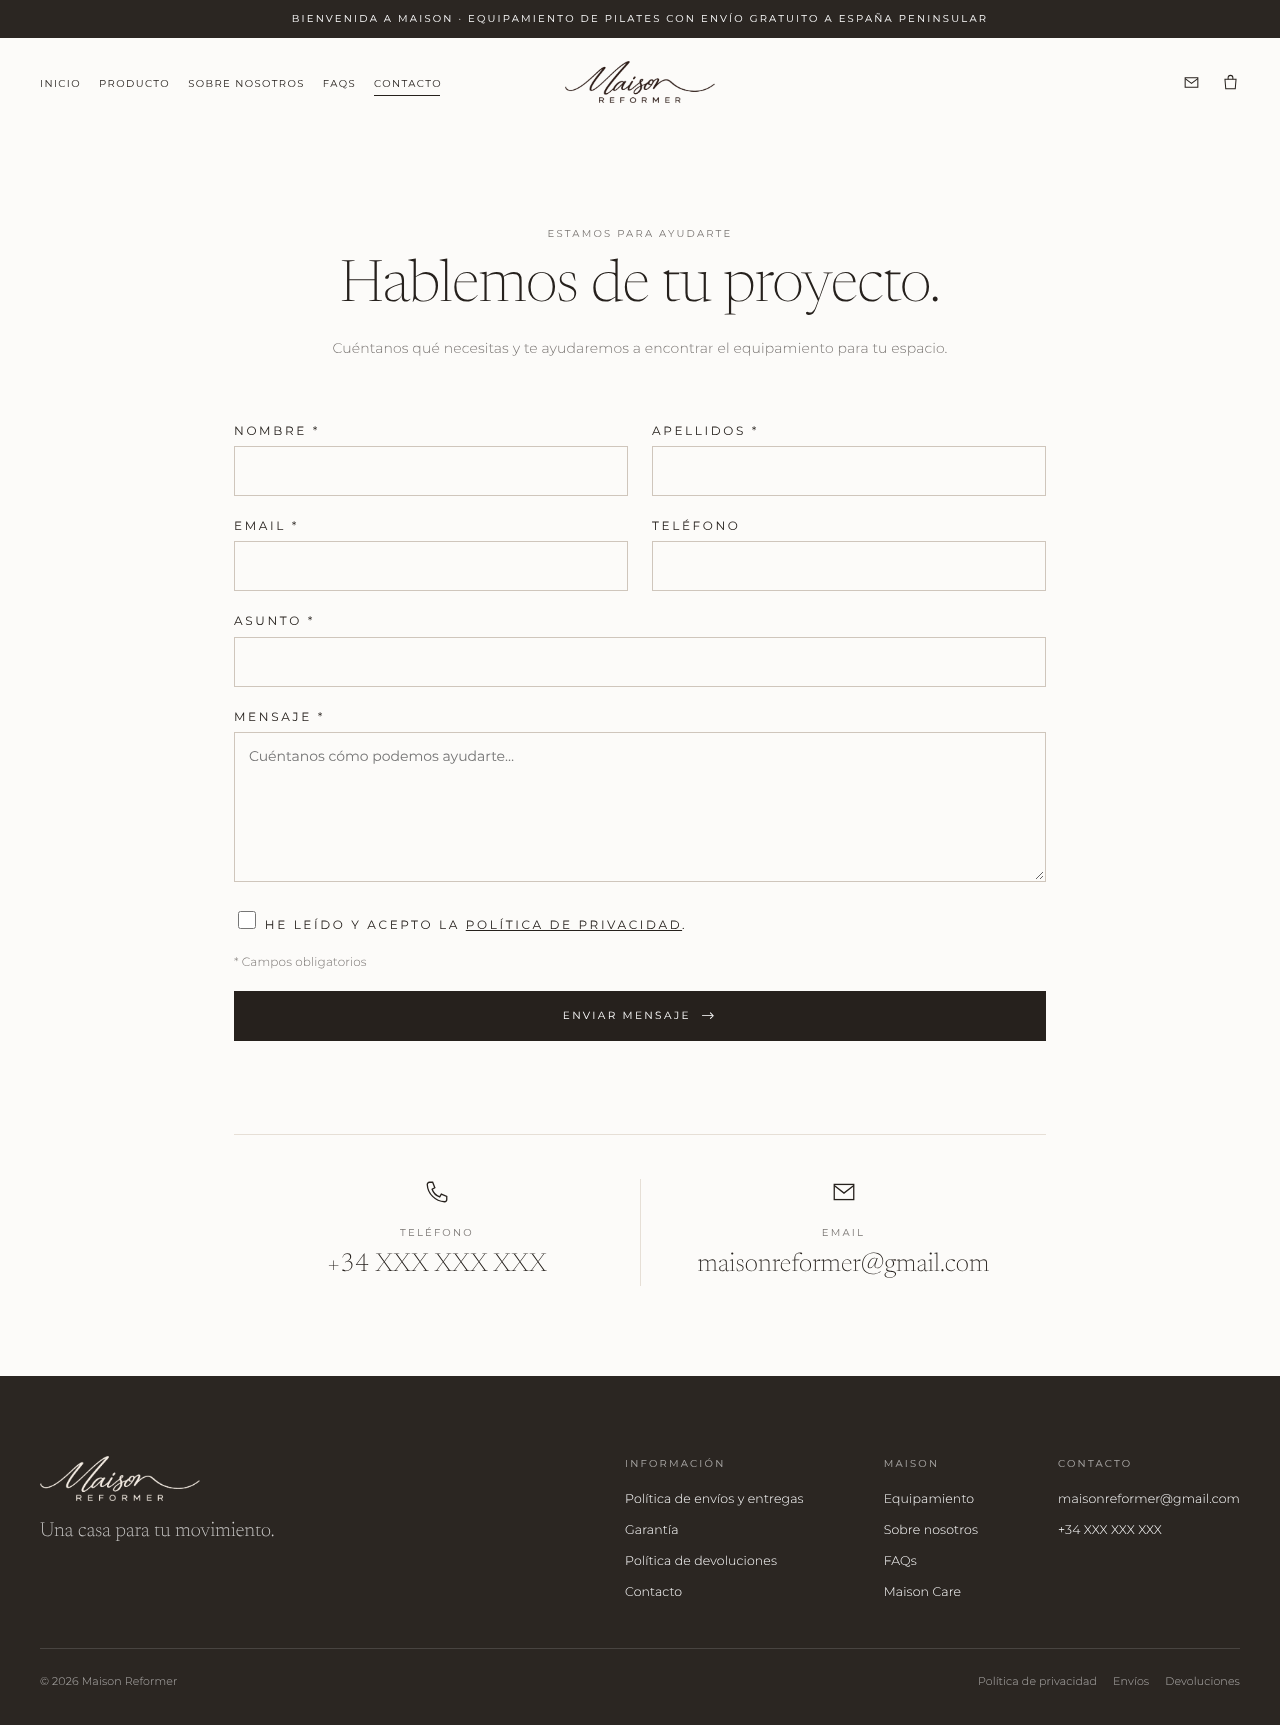 BIENVENIDA A MAISON · EQUIPAMIENTO DE PILATES CON ENVÍO GRATUITO A ESPAÑA PENINSULAR
INICIO PRODUCTO SOBRE NOSOTROS FAQS CONTACTO
Maison
REFORMER
ESTAMOS PARA AYUDARTE
Hablemos de tu proyecto.
Cuéntanos qué necesitas y te ayudaremos a encontrar el equipamiento para tu espacio.
NOMBRE * APELLIDOS *
EMAIL * TELÉFONO
ASUNTO *
MENSAJE *
Cuéntanos cómo podemos ayudarte...
HE LEÍDO Y ACEPTO LA POLÍTICA DE PRIVACIDAD.
* Campos obligatorios
ENVIAR MENSAJE →
TELÉFONO
+34 XXX XXX XXX
EMAIL
maisonreformer@gmail.com
Maison
REFORMER
Una casa para tu movimiento.
INFORMACIÓN
Política de envíos y entregas
Garantía
Política de devoluciones
Contacto
MAISON
Equipamiento
Sobre nosotros
FAQs
Maison Care
CONTACTO
maisonreformer@gmail.com
+34 XXX XXX XXX
© 2026 Maison Reformer
Política de privacidad Envíos Devoluciones